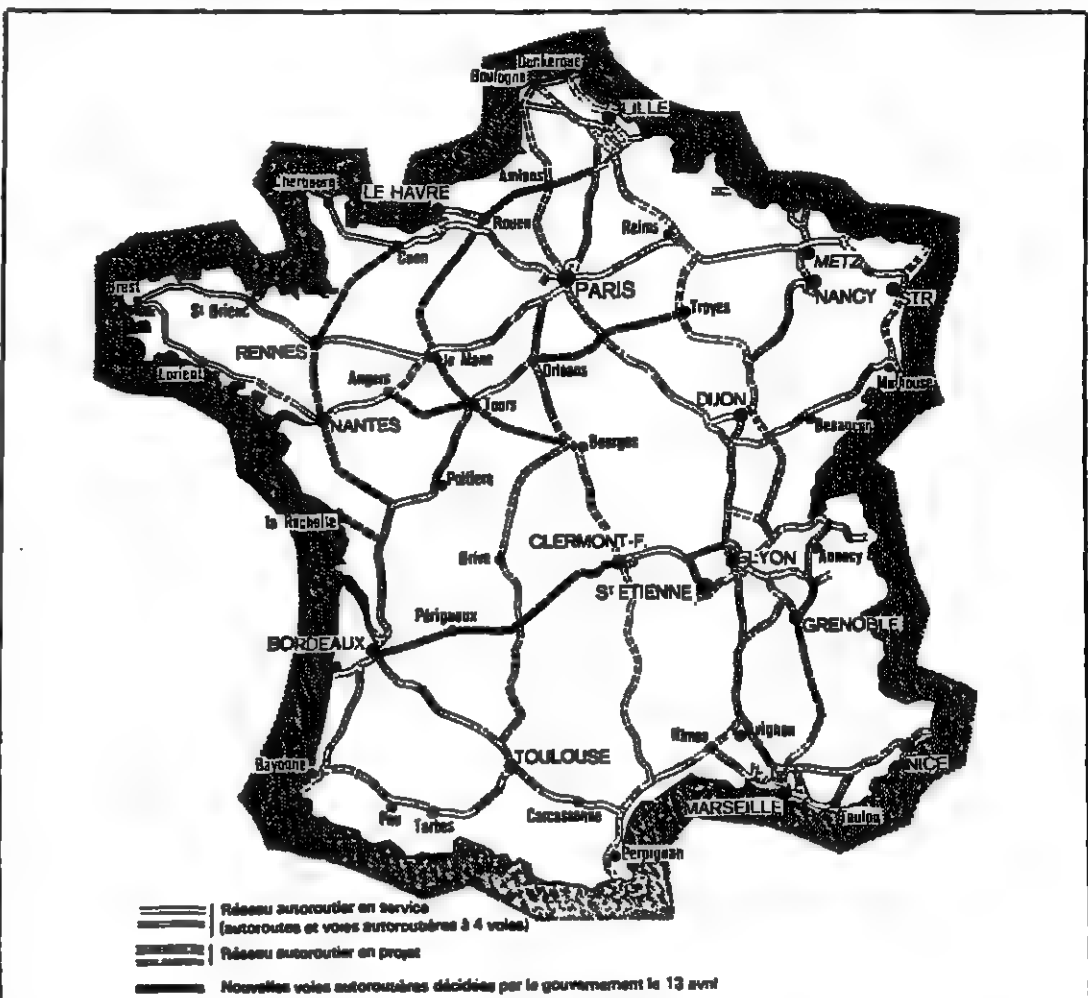 Dunkerque
Boulogne
LILLE
Cherbourg
LE HAVRE
Amiens
Rouen
Reims
Caen
METZ
PARIS
NANCY
STR
Brest
St Brieuc
Troyes
RENNES
le Mans
Orléans
Lorient
Angers
Mulhouse
Tours
DIJON
NANTES
Besançon
Bourges
Poitiers
la Rochelle
CLERMONT-F.
LYON
Annecy
Brive
ST ETIENNE
Périgueux
GRENOBLE
BORDEAUX
Nîmes
Avignon
TOULOUSE
NICE
Bayonne
MARSEILLE
Pau
Tarbes
Carcassonne
Toulon
Perpignan
Réseau autoroutier en service
(autoroutes et voies autoroutières à 4 voies)
Réseau autoroutier en projet
Nouvelles voies autoroutières décidées par le gouvernement le 13 avril